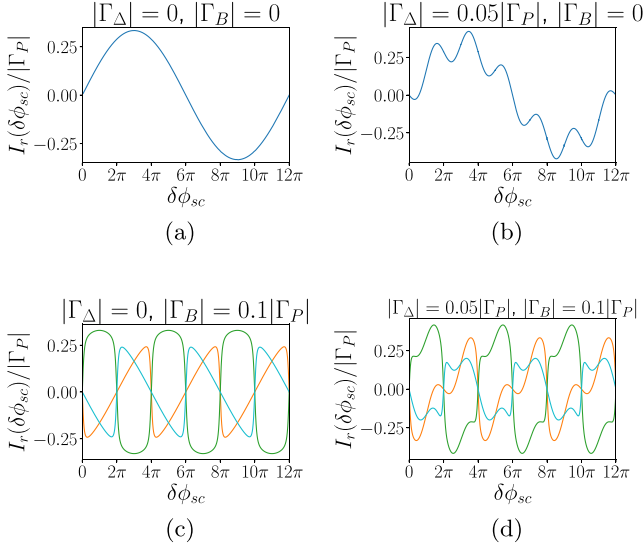 |Γ_Δ| = 0, |Γ_B| = 0
I_r(δϕ_sc)/|Γ_P|
0.25
0.00
−0.25
0 2π 4π 6π 8π 10π 12π
δϕ_sc
(a)
|Γ_Δ| = 0.05|Γ_P|, |Γ_B| = 0
I_r(δϕ_sc)/|Γ_P|
0.25
0.00
−0.25
0 2π 4π 6π 8π 10π 12π
δϕ_sc
(b)
|Γ_Δ| = 0, |Γ_B| = 0.1|Γ_P|
I_r(δϕ_sc)/|Γ_P|
0.25
0.00
−0.25
0 2π 4π 6π 8π 10π 12π
δϕ_sc
(c)
|Γ_Δ| = 0.05|Γ_P|, |Γ_B| = 0.1|Γ_P|
I_r(δϕ_sc)/|Γ_P|
0.25
0.00
−0.25
0 2π 4π 6π 8π 10π 12π
δϕ_sc
(d)